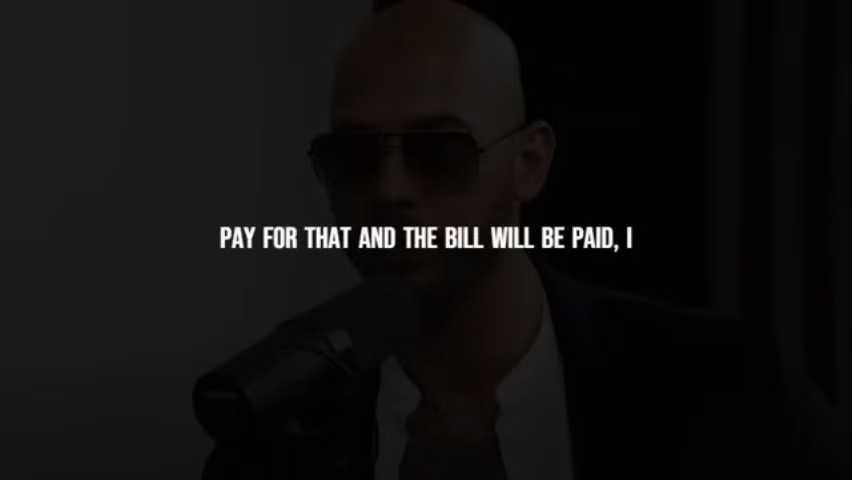 PAY FOR THAT AND THE BILL WILL BE PAID, I